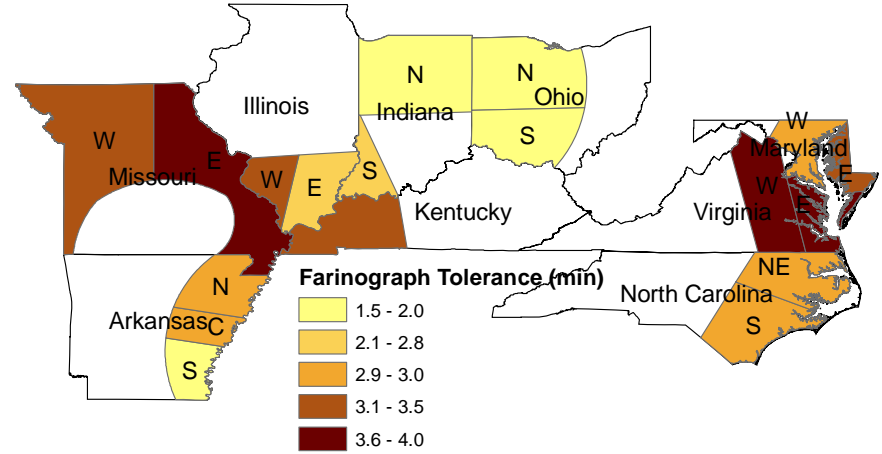 N
N
Illinois
Indiana
Ohio
W
W
S
Maryland
E
Missouri
W
E
S
E
W
E
Kentucky
Virginia
NE
Farinograph Tolerance (min)
N
North Carolina
1.5 - 2.0
Arkansas
C
S
2.1 - 2.8
S
2.9 - 3.0
3.1 - 3.5
3.6 - 4.0